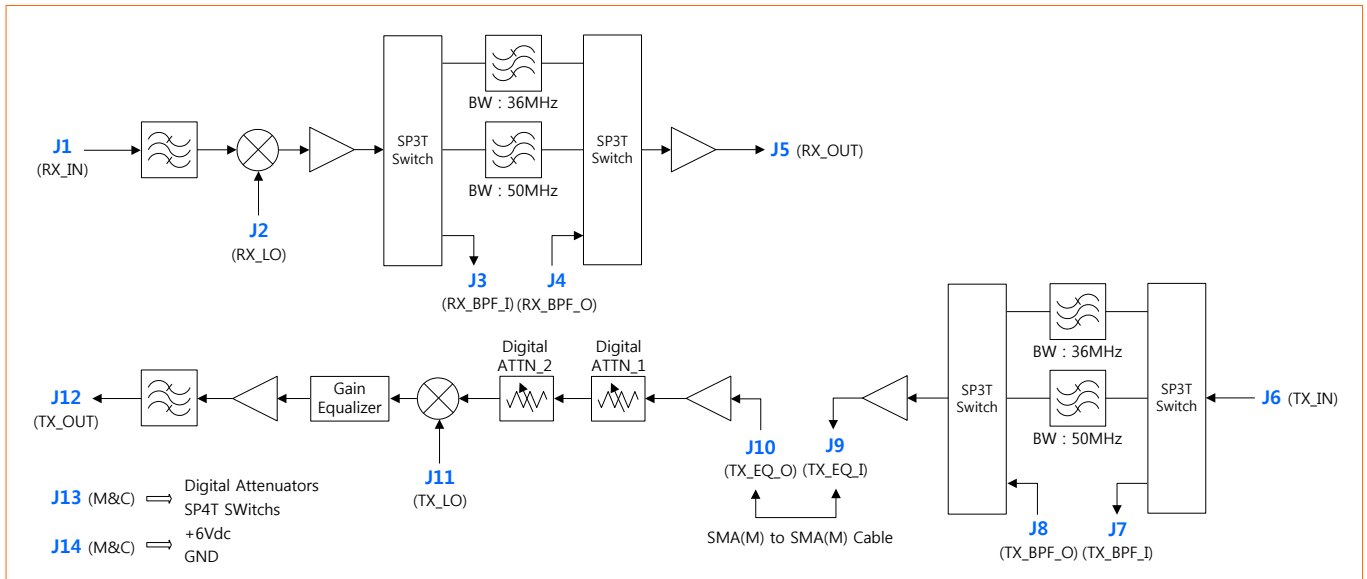 BW : 36MHz
J1
(RX_IN)
SP3T
Switch
SP3T
Switch
J5 (RX_OUT)
BW : 50MHz
J2
(RX_LO)
J3
(RX_BPF_I)
J4
(RX_BPF_O)
BW : 36MHz
Digital
ATTN_2
Digital
ATTN_1
J12
(TX_OUT)
Gain
Equalizer
SP3T
Switch
SP3T
Switch
J6 (TX_IN)
BW : 50MHz
J10
(TX_EQ_O)
J9
(TX_EQ_I)
J11
(TX_LO)
J13 (M&C)
Digital Attenuators
SP4T SWitchs
J8
(TX_BPF_O)
J7
(TX_BPF_I)
SMA(M) to SMA(M) Cable
J14 (M&C)
+6Vdc
GND